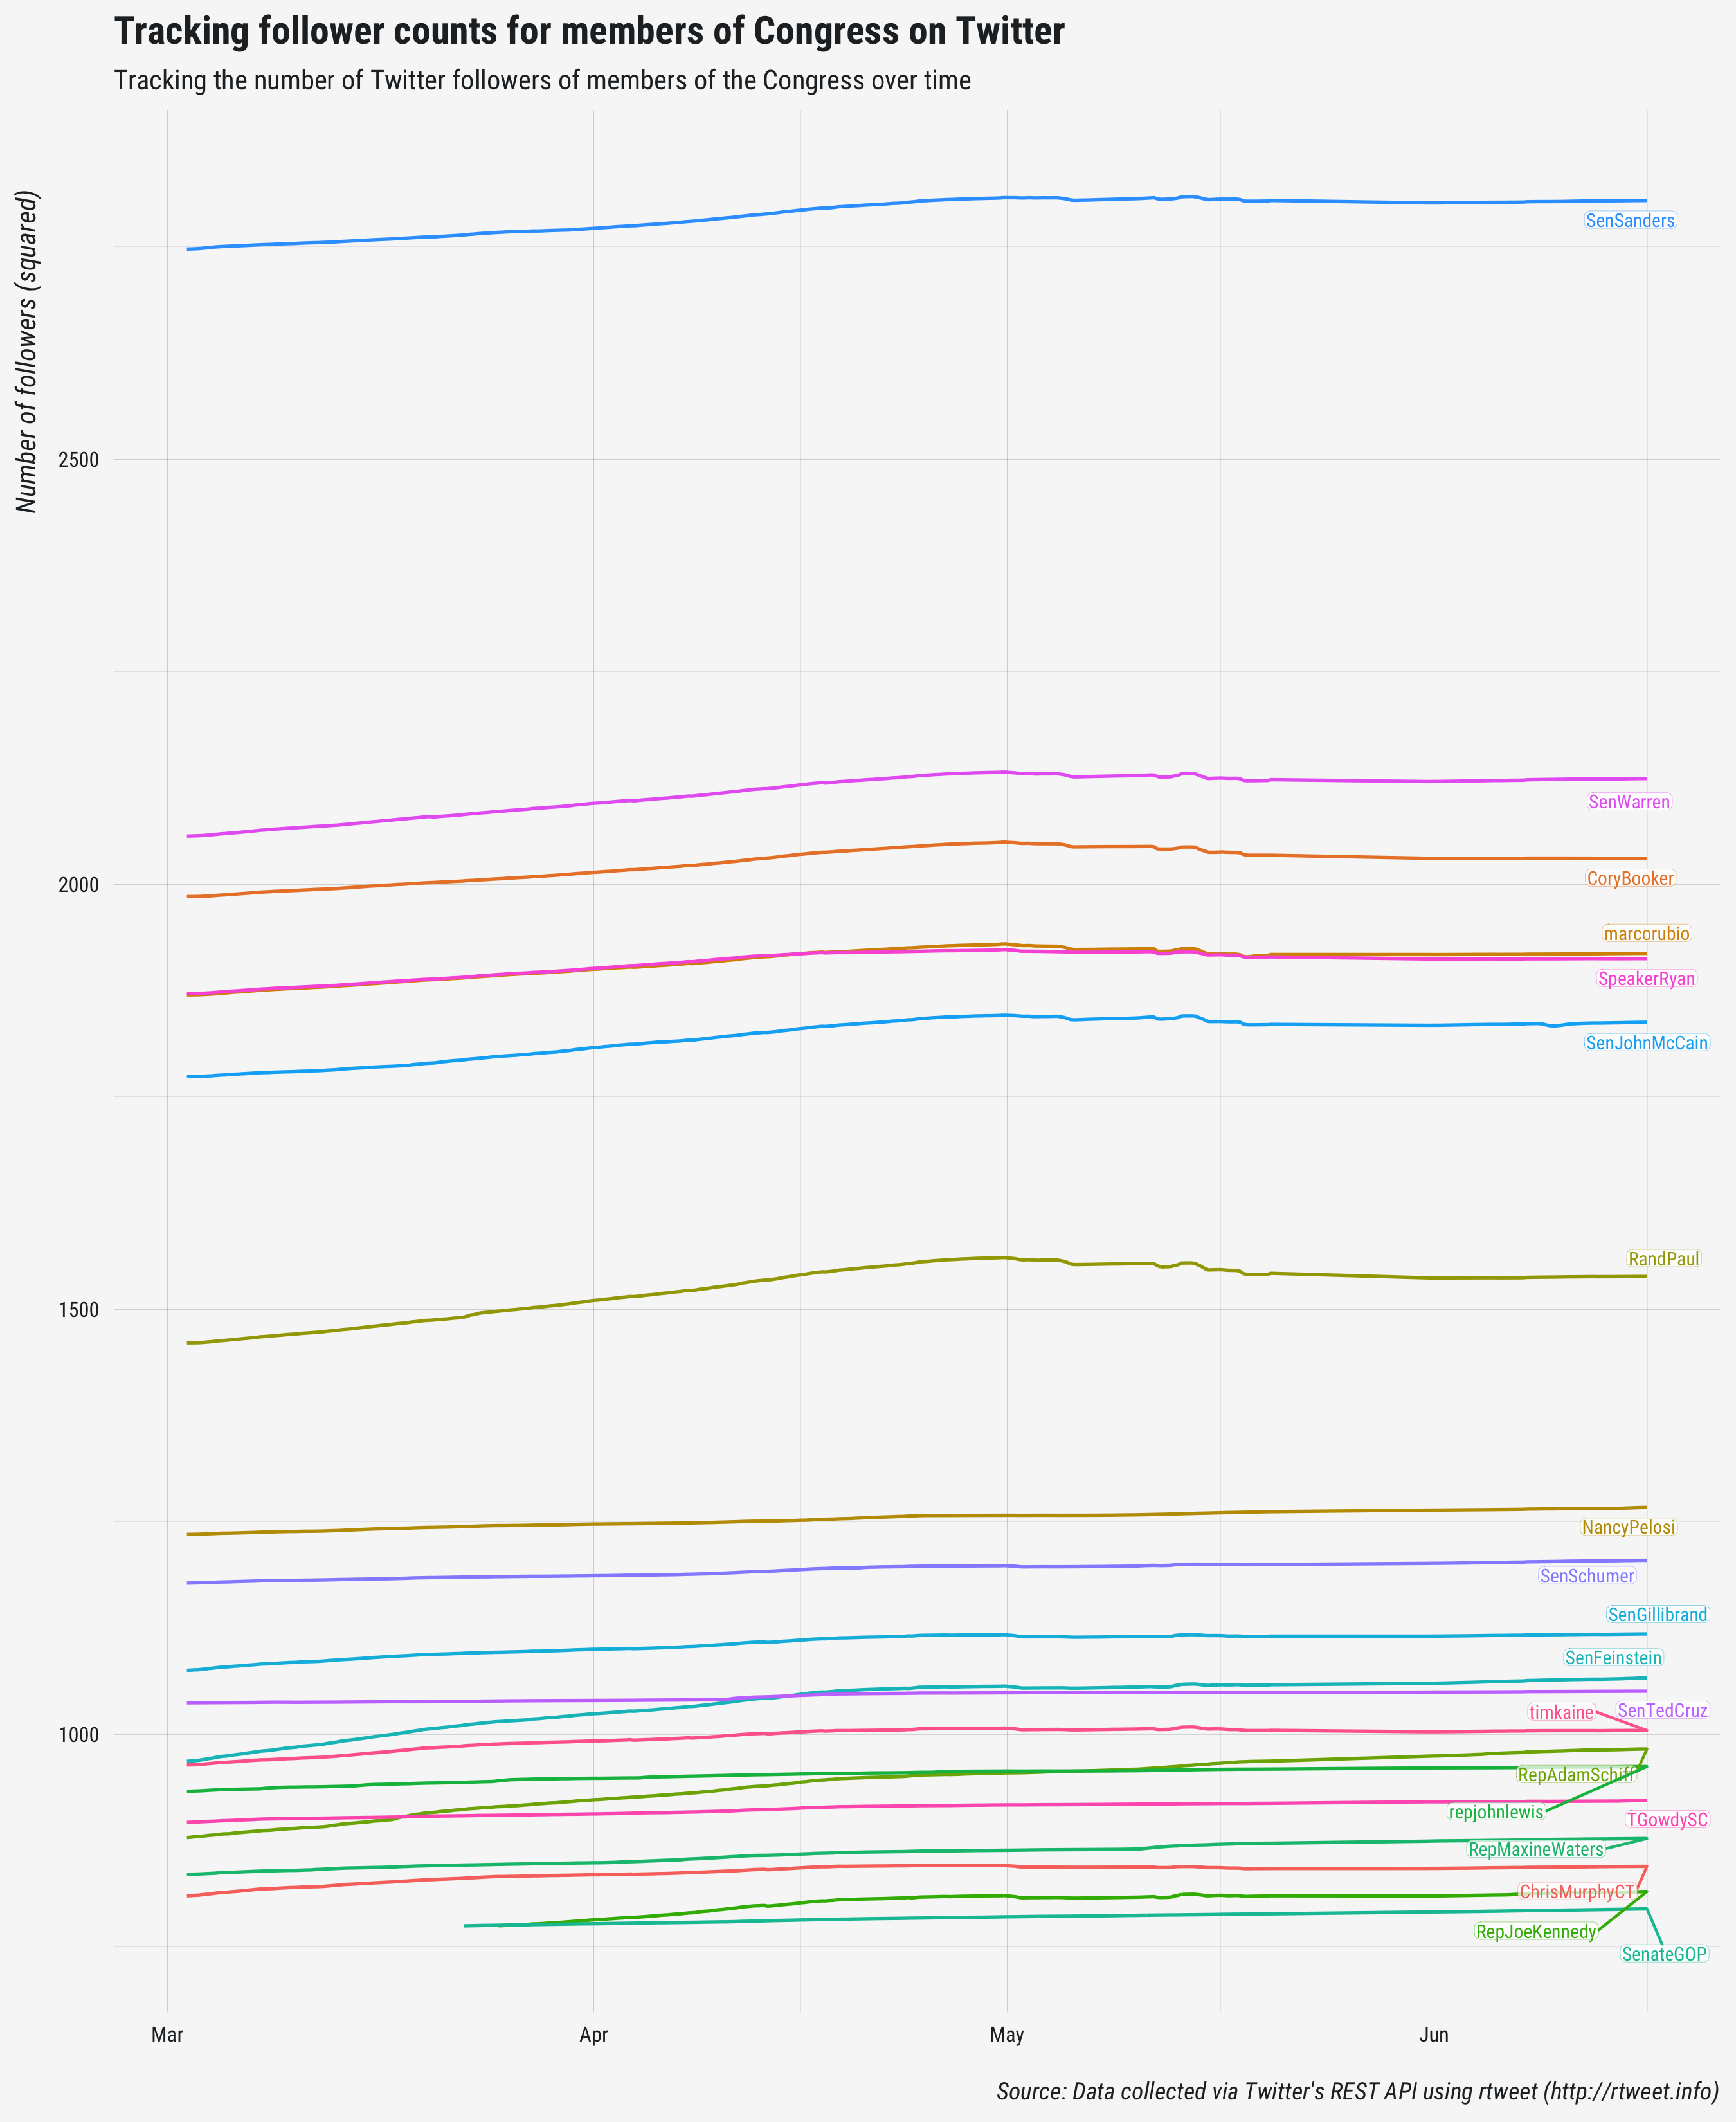 Tracking follower counts for members of Congress on Twitter
Tracking the number of Twitter followers of members of the Congress over time
Number of followers (squared)
SenSanders
2500
SenWarren
2000
CoryBooker
marcorubio
SpeakerRyan
SenJohnMcCain
RandPaul
1500
NancyPelosi
SenSchumer
SenGillibrand
SenFeinstein
SenTedCruz
timkaine
1000
RepAdamSchiff
repjohnlewis
TGowdySC
RepMaxineWaters
ChrisMurphyCT
RepJoeKennedy
SenateGOP
Mar Apr May Jun
Source: Data collected via Twitter's REST API using rtweet (http://rtweet.info)